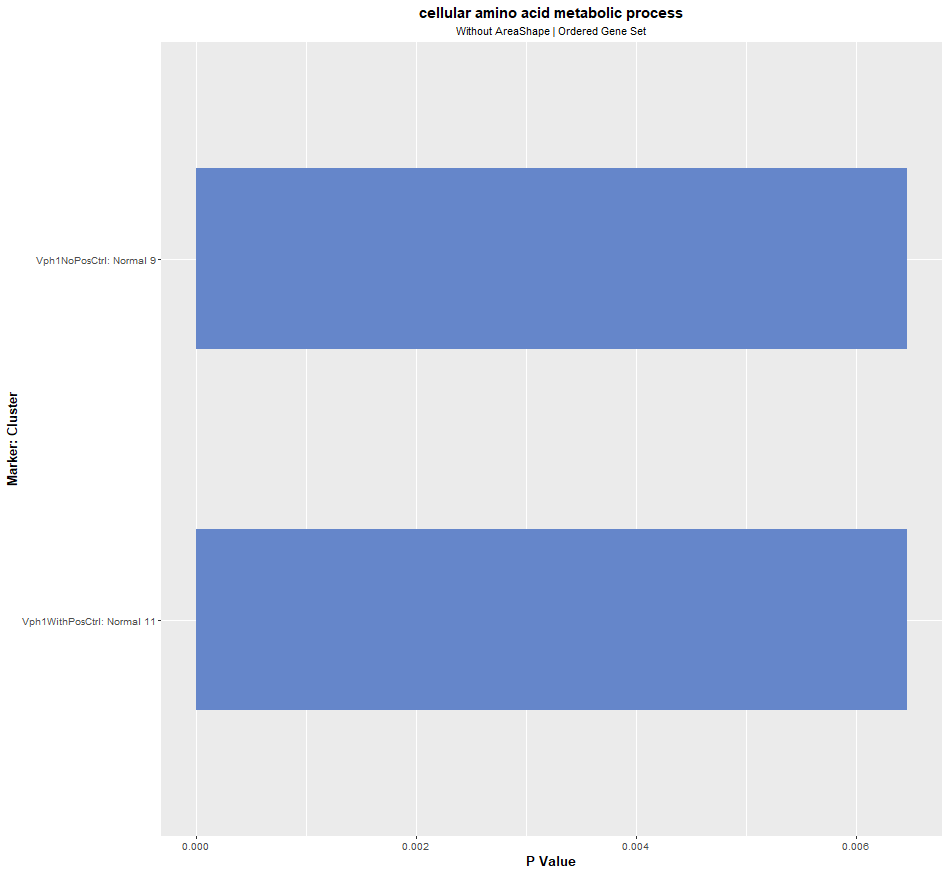 cellular amino acid metabolic process
Without AreaShape | Ordered Gene Set
Marker: Cluster
Vph1NoPosCtrl: Normal 9
Vph1WithPosCtrl: Normal 11
0.000 0.002 0.004 0.006
P Value